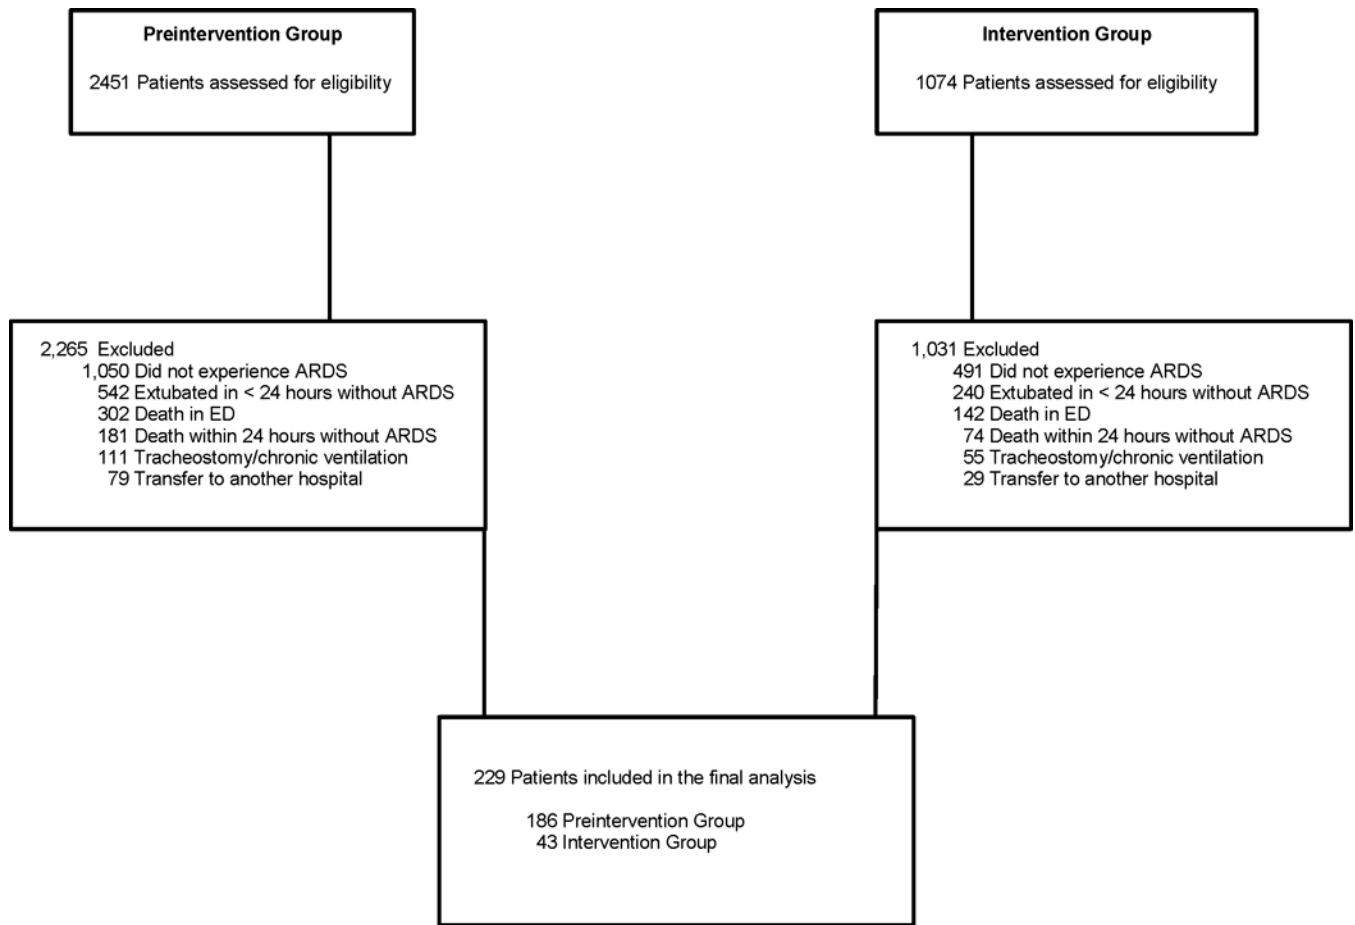 Preintervention Group
2451 Patients assessed for eligibility
Intervention Group
1074 Patients assessed for eligibility
2,265 Excluded
1,050 Did not experience ARDS
542 Extubated in < 24 hours without ARDS
302 Death in ED
181 Death within 24 hours without ARDS
111 Tracheostomy/chronic ventilation
79 Transfer to another hospital
1,031 Excluded
491 Did not experience ARDS
240 Extubated in < 24 hours without ARDS
142 Death in ED
74 Death within 24 hours without ARDS
55 Tracheostomy/chronic ventilation
29 Transfer to another hospital
229 Patients included in the final analysis
186 Preintervention Group
43 Intervention Group